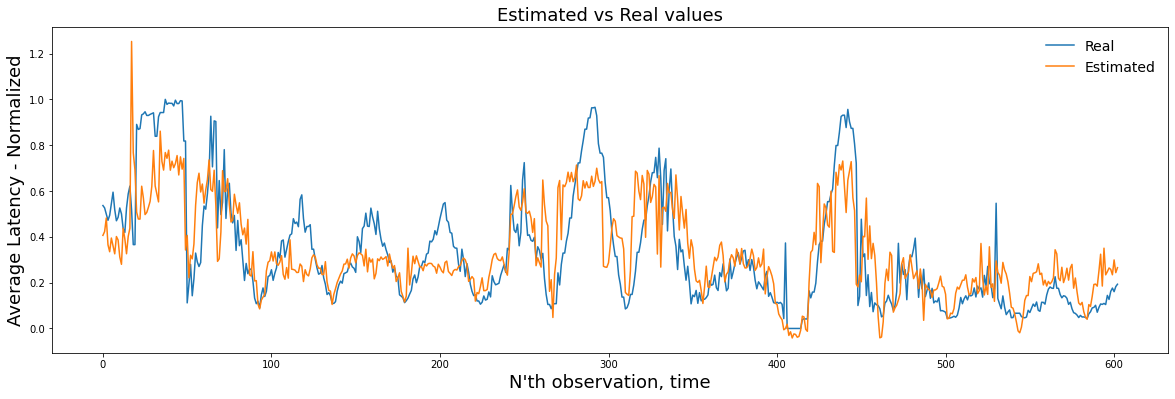 Estimated vs Real values
Average Latency - Normalized
1.2
1.0
0.8
0.6
0.4
0.2
0.0
Real
Estimated
0 100 200 300 400 500 600
N'th observation, time